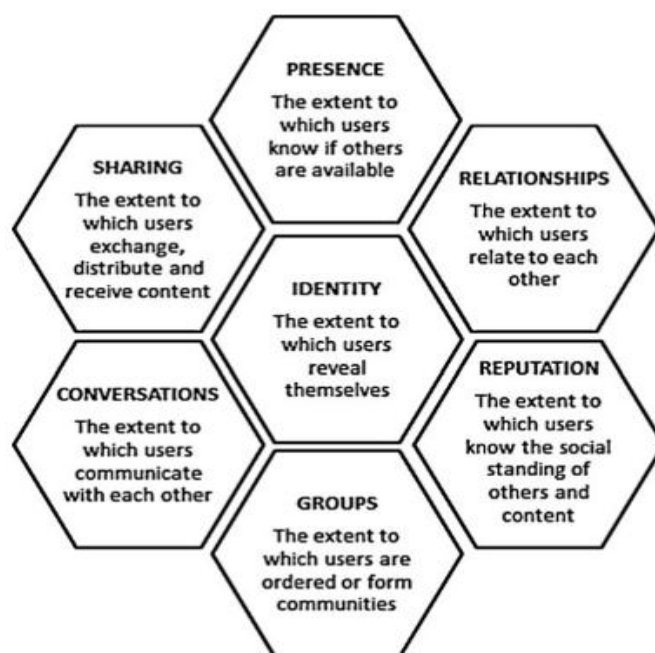 PRESENCE
The extent to
which users
know if others
are available
SHARING
The extent to
which users
exchange,
distribute and
receive content
RELATIONSHIPS
The extent to
which users
relate to each
other
IDENTITY
The extent to
which users
reveal
themselves
CONVERSATIONS
The extent to
which users
communicate
with each other
REPUTATION
The extent to
which users
know the social
standing of
others and
content
GROUPS
The extent to
which users are
ordered or form
communities